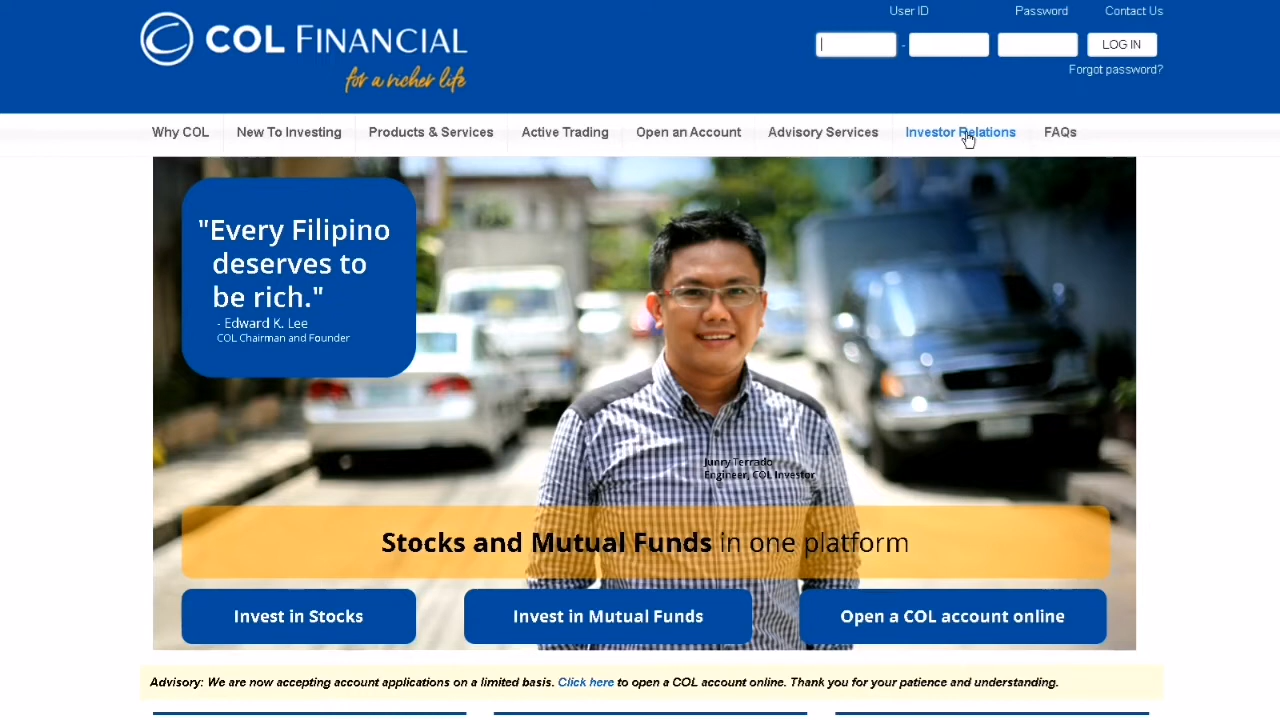 COL FINANCIAL
for a richer life
User ID
Password
Contact Us
-
LOG IN
Forgot password?
Why COL
New To Investing
Products & Services
Active Trading
Open an Account
Advisory Services
Investor Relations
FAQs
"Every Filipino
deserves to
be rich."
- Edward K. Lee
COL Chairman and Founder
Junry Terrado
Engineer, COL Investor
Stocks and Mutual Funds in one platform
Invest in Stocks
Invest in Mutual Funds
Open a COL account online
Advisory: We are now accepting account applications on a limited basis. Click here to open a COL account online. Thank you for your patience and understanding.